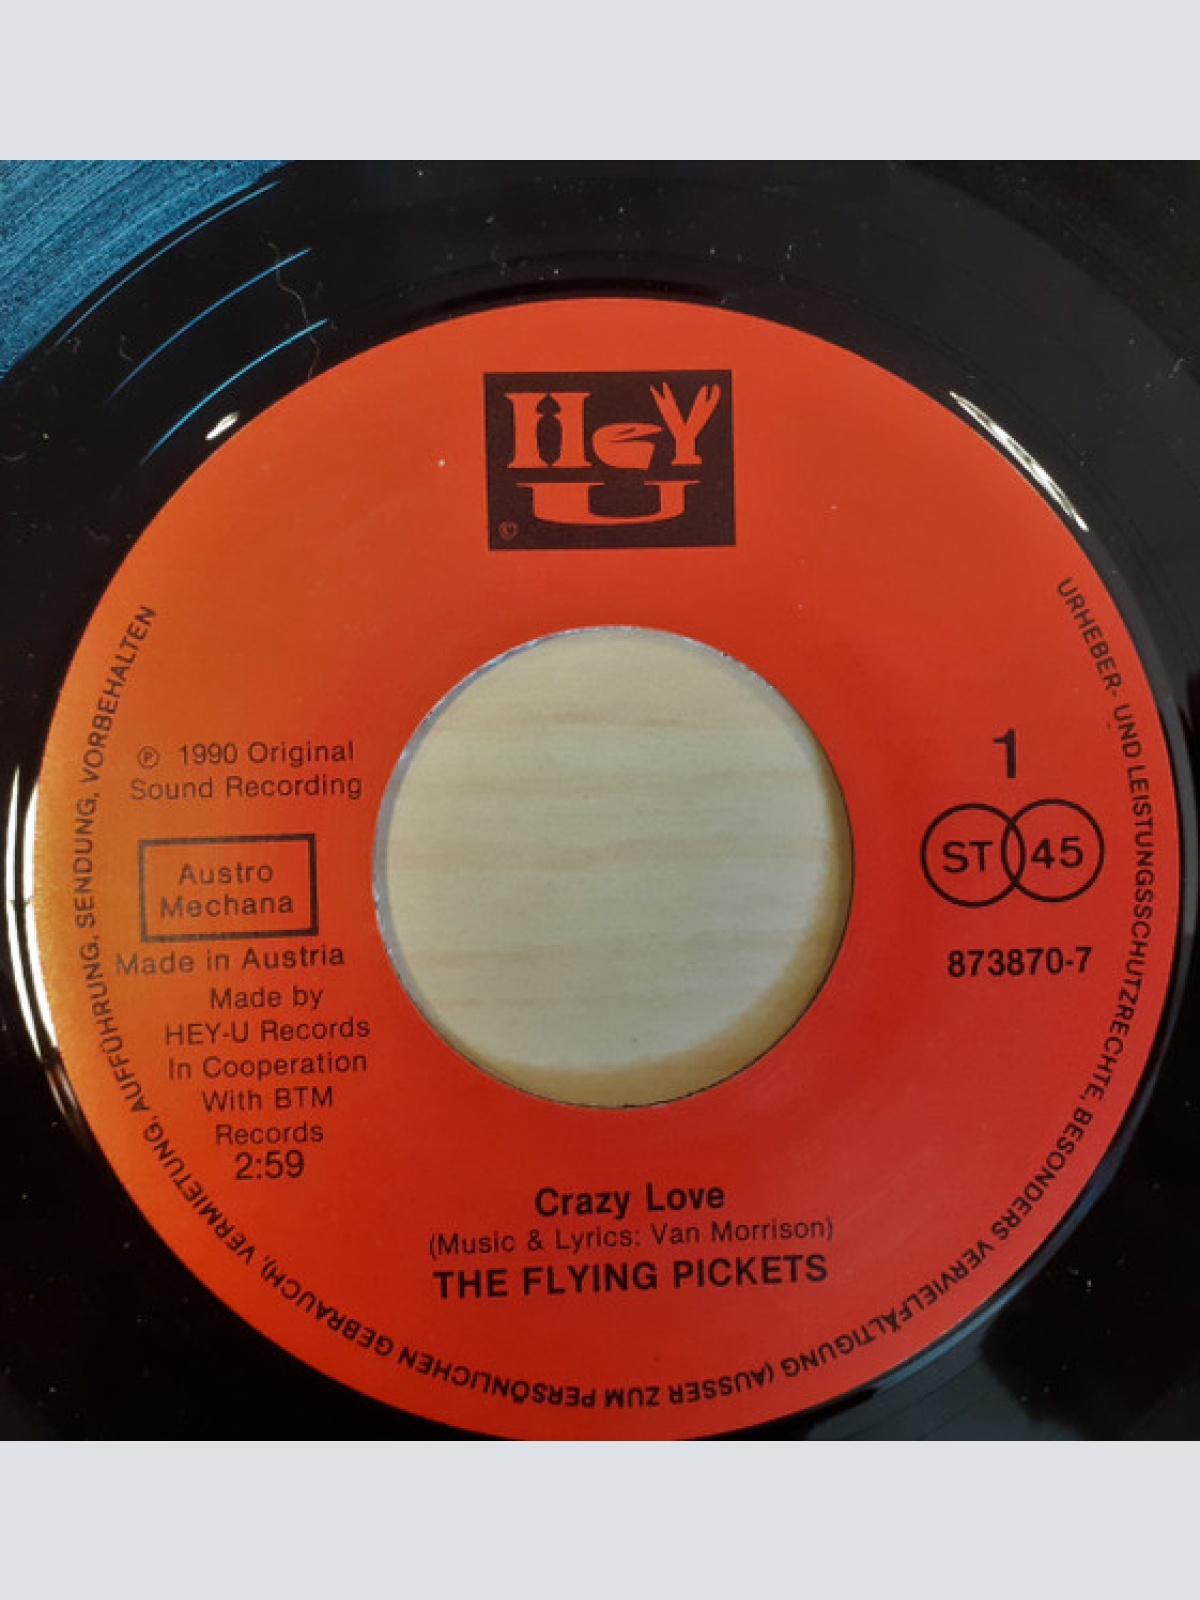 HeY
U
©
URHEBER- UND LEISTUNGSSCHUTZRECHTE, BESONDERS VERVIELFÄLTIGUNG (AUSSER ZUM PERSÖNLICHEN GEBRAUCH), VERMIETUNG, AUFFÜHRUNG, SENDUNG, VORBEHALTEN
℗ 1990 Original
Sound Recording
Austro
Mechana
Made in Austria
Made by
HEY-U Records
In Cooperation
With BTM
Records
2:59
1
ST 45
873870-7
Crazy Love
(Music & Lyrics: Van Morrison)
THE FLYING PICKETS